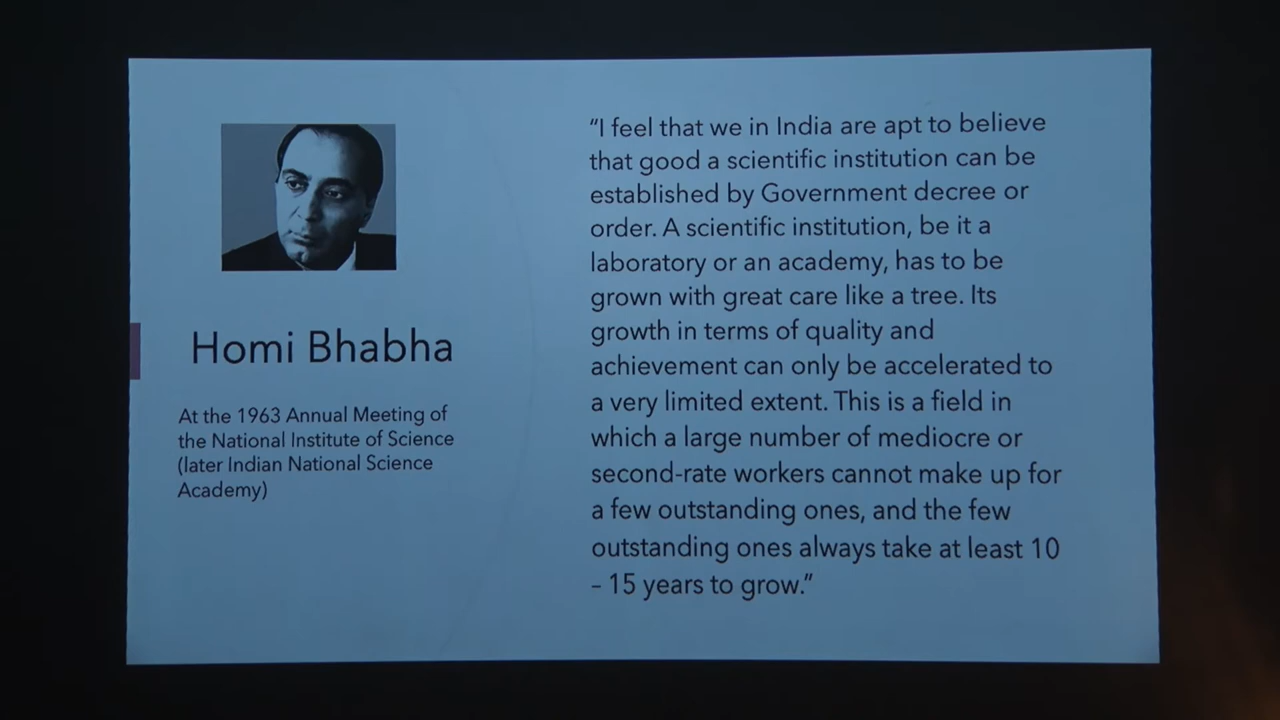 Homi Bhabha
At the 1963 Annual Meeting of
the National Institute of Science
(later Indian National Science
Academy)
“I feel that we in India are apt to believe
that good a scientific institution can be
established by Government decree or
order. A scientific institution, be it a
laboratory or an academy, has to be
grown with great care like a tree. Its
growth in terms of quality and
achievement can only be accelerated to
a very limited extent. This is a field in
which a large number of mediocre or
second-rate workers cannot make up for
a few outstanding ones, and the few
outstanding ones always take at least 10
– 15 years to grow.”